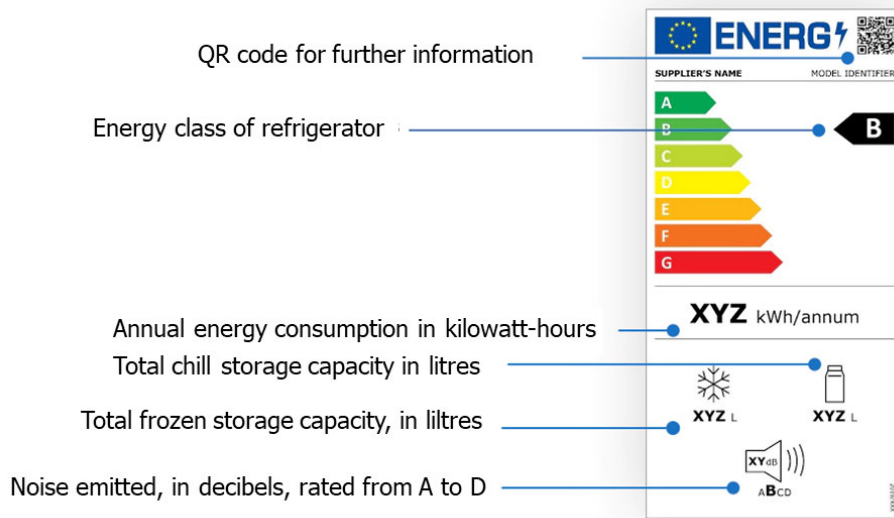 ENERG
QR code for further information
SUPPLIER'S NAME MODEL IDENTIFIER
A
Energy class of refrigerator
B B
C
D
E
F
G
XYZ kWh/annum
Annual energy consumption in kilowatt-hours
Total chill storage capacity in litres
XYZ L XYZ L
Total frozen storage capacity, in liltres
XY dB
Noise emitted, in decibels, rated from A to D
ABCD